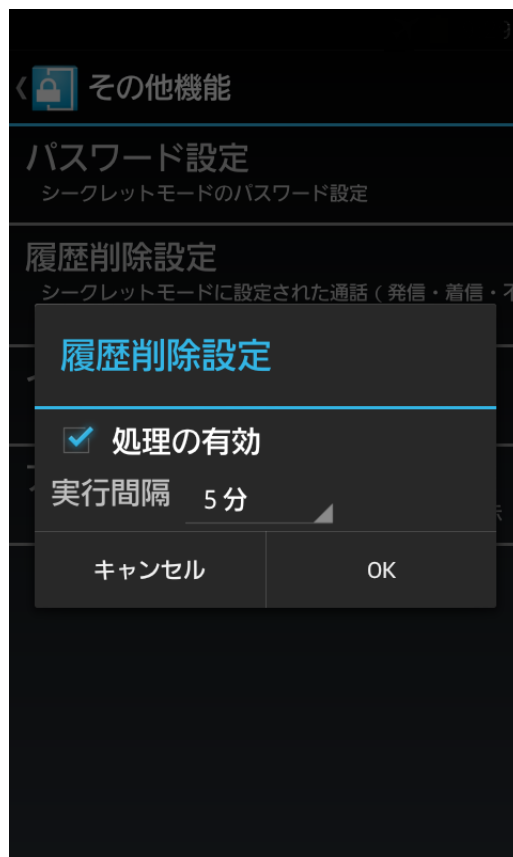 その他機能
パスワード設定
シークレットモードのパスワード設定
履歴削除設定
シークレットモードに設定された通話 ( 発信・着信・不
履歴削除設定
処理の有効
実行間隔 5 分
キャンセル OK